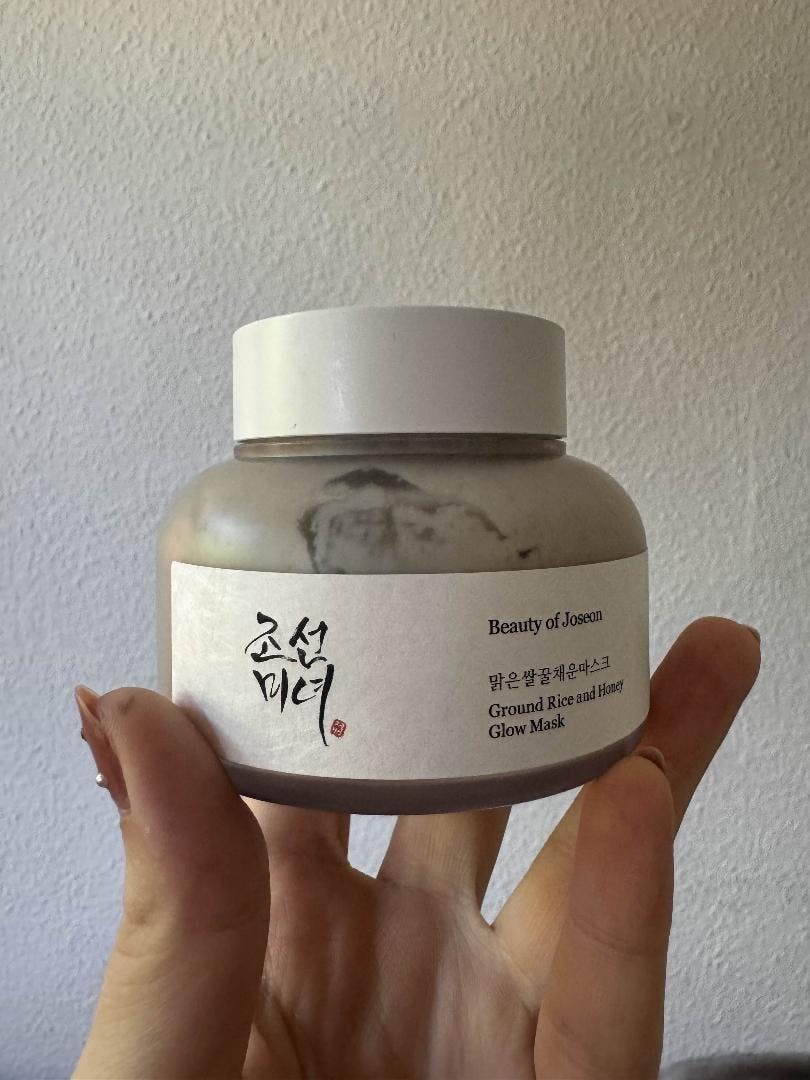 조선
미녀
Beauty of Joseon
맑은쌀꿀채운마스크
Ground Rice and Honey
Glow Mask